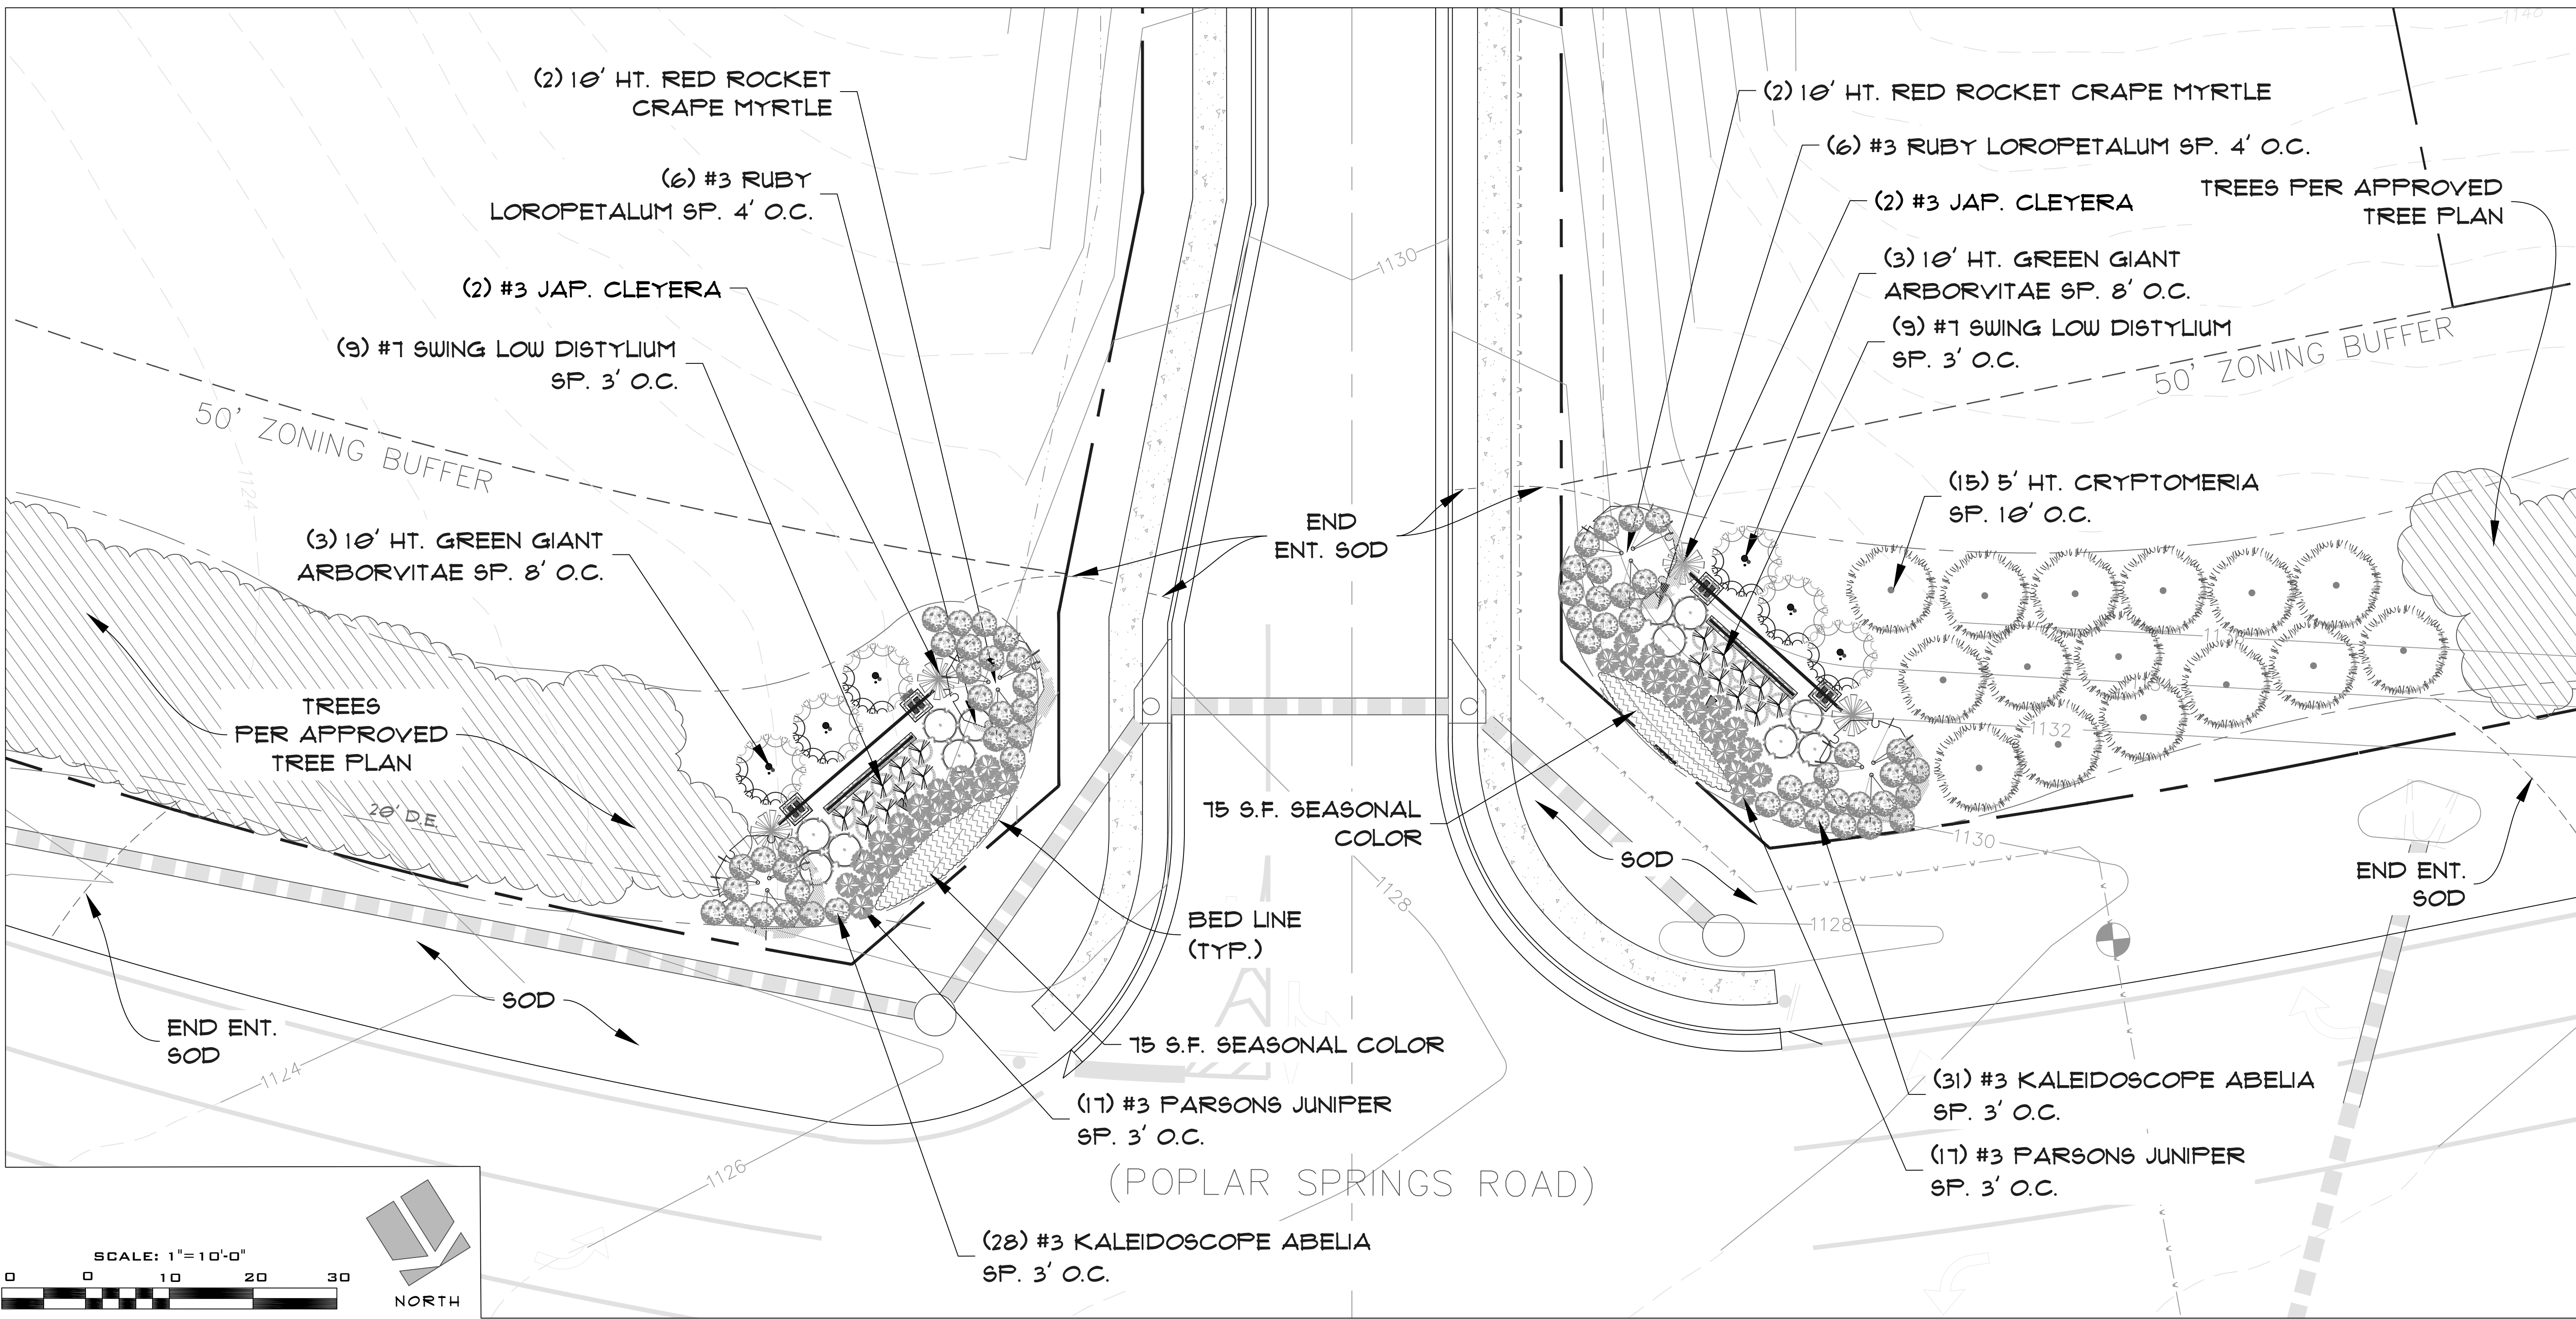 (2) 10' HT. RED ROCKET
CRAPE MYRTLE
(6) #3 RUBY
LOROPETALUM SP. 4' O.C.
(2) #3 JAP. CLEYERA
(9) #7 SWING LOW DISTYLIUM
SP. 3' O.C.
50' ZONING BUFFER
1124
(3) 10' HT. GREEN GIANT
ARBORVITAE SP. 8' O.C.
TREES
PER APPROVED
TREE PLAN
20' D.E.
END ENT.
SOD
SOD
1124
1126
1130
END
ENT. SOD
75 S.F. SEASONAL
COLOR
1128
BED LINE
(TYP.)
75 S.F. SEASONAL COLOR
(17) #3 PARSONS JUNIPER
SP. 3' O.C.
(POPLAR SPRINGS ROAD)
(28) #3 KALEIDOSCOPE ABELIA
SP. 3' O.C.
1140
(2) 10' HT. RED ROCKET CRAPE MYRTLE
(6) #3 RUBY LOROPETALUM SP. 4' O.C.
(2) #3 JAP. CLEYERA
TREES PER APPROVED
TREE PLAN
(3) 10' HT. GREEN GIANT
ARBORVITAE SP. 8' O.C.
(9) #7 SWING LOW DISTYLIUM
SP. 3' O.C.
50' ZONING BUFFER
(15) 5' HT. CRYPTOMERIA
SP. 10' O.C.
1132
1130
SOD
1128
END ENT.
SOD
(31) #3 KALEIDOSCOPE ABELIA
SP. 3' O.C.
(17) #3 PARSONS JUNIPER
SP. 3' O.C.
SCALE: 1"=10'-0"
0 0 10 20 30
NORTH